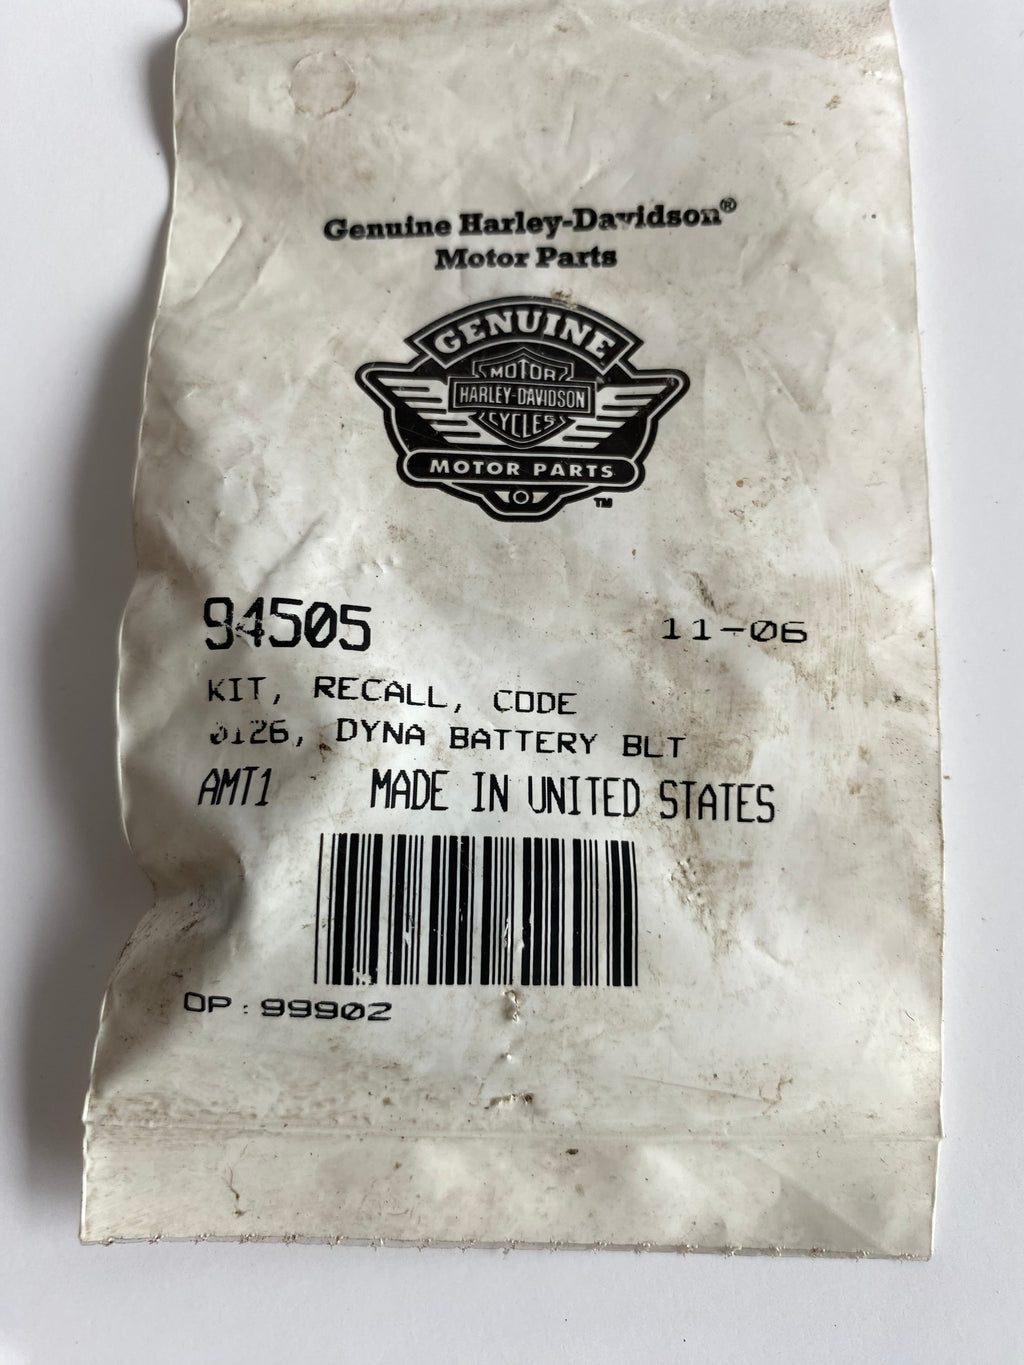 Genuine Harley-Davidson®
Motor Parts
GENUINE
MOTOR
HARLEY-DAVIDSON
CYCLES
MOTOR PARTS
TM
94505
11-06
KIT, RECALL, CODE
DYNA BATTERY BLT
AMT1 MADE IN UNITED STATES
OP:99902